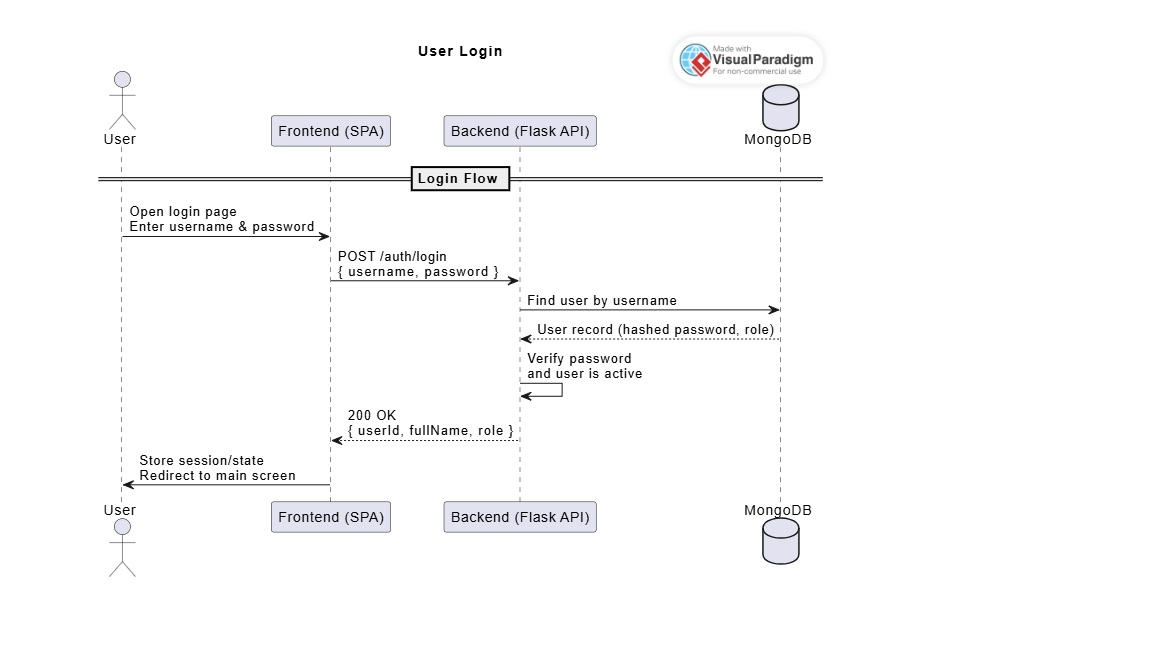 User Login
Made with
VisualParadigm
For non-commercial use
User
Frontend (SPA)
Backend (Flask API)
MongoDB
Login Flow
Open login page
Enter username & password
POST /auth/login
{ username, password }
Find user by username
User record (hashed password, role)
Verify password
and user is active
200 OK
{ userId, fullName, role }
Store session/state
Redirect to main screen
User
Frontend (SPA)
Backend (Flask API)
MongoDB